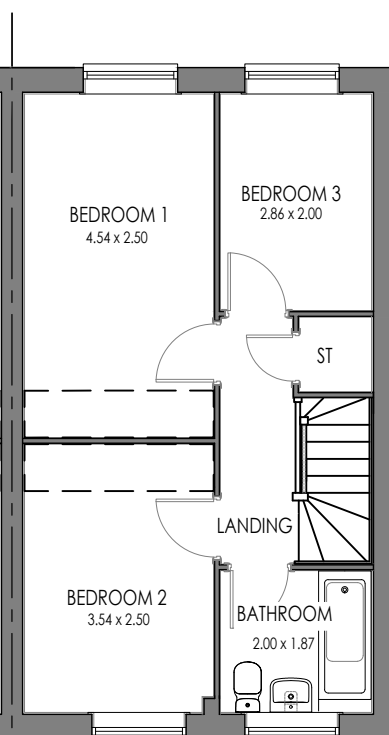 BEDROOM 1
4.54 x 2.50
BEDROOM 3
2.86 x 2.00
ST
LANDING
BEDROOM 2
3.54 x 2.50
BATHROOM
2.00 x 1.87